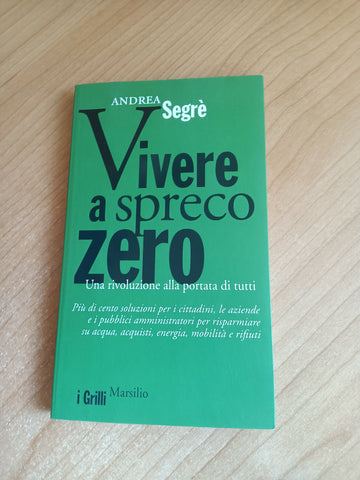 ANDREA
Segrè
Vivere
a spreco
zero
Una rivoluzione alla portata di tutti
Più di cento soluzioni per i cittadini, le aziende
e i pubblici amministratori per risparmiare
su acqua, acquisti, energia, mobilità e rifiuti
i Grilli Marsilio